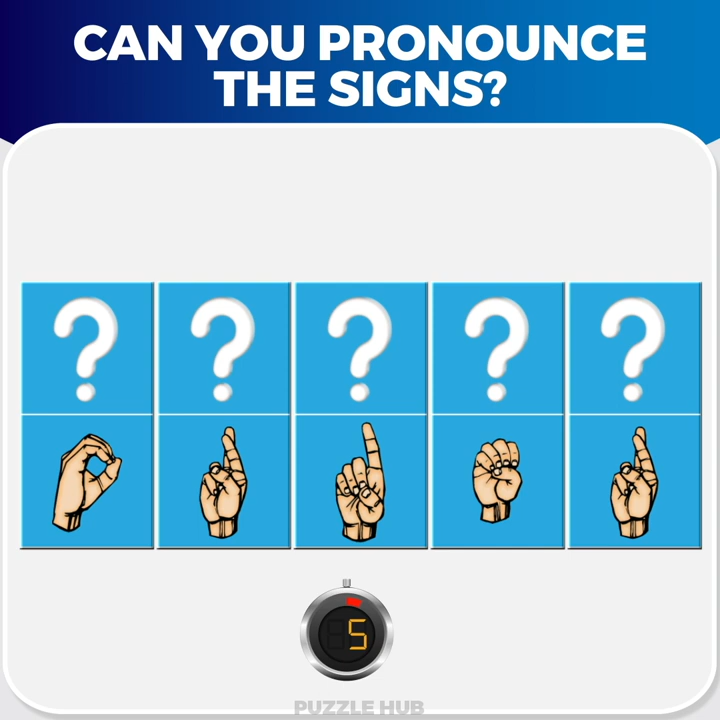 CAN YOU PRONOUNCE
THE SIGNS?
? ? ? ? ?
5
PUZZLE HUB